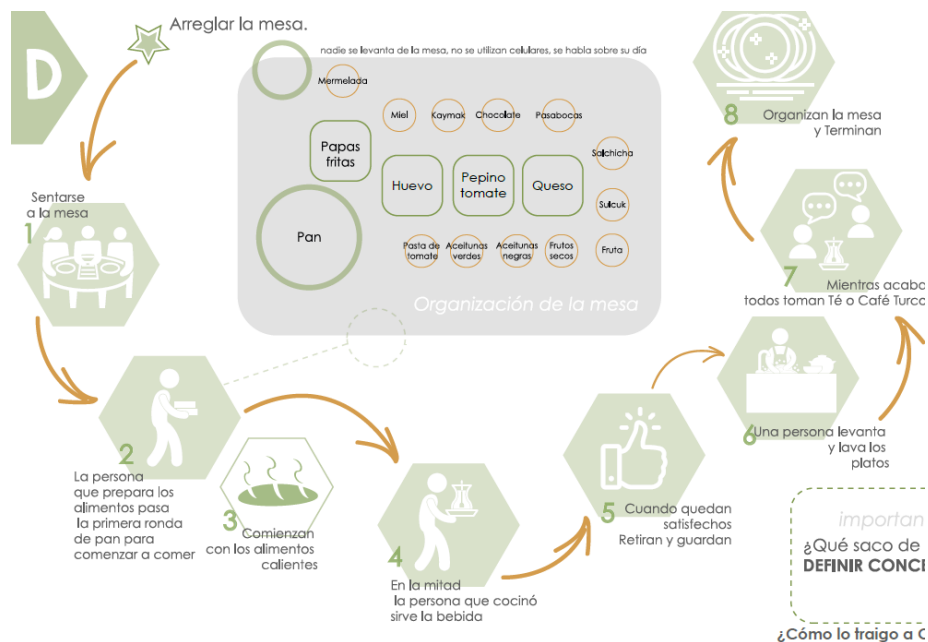 D
Arreglar la mesa.
nadie se levanta de la mesa, no se utilizan celulares, se habla sobre su día
Mermelada
Miel
Kaymak
Chocolate
Pasabocas
Papas
fritas
Huevo
Pepino
tomate
Queso
Salchicha
Sulcuk
Pan
Pasta de
tomate
Aceitunas
verdes
Aceitunas
negras
Frutos
secos
Fruta
Organización de la mesa
Sentarse
a la mesa
1
2
La persona
que prepara los
alimentos pasa
la primera ronda
de pan para
comenzar a comer
3
Comienzan
con los alimentos
calientes
4
En la mitad
la persona que cocinó
sirve la bebida
5
Cuando quedan
satisfechos
Retiran y guardan
6
Una persona levanta
y lava los
platos
7
Mientras acaba
todos toman Té o Café Turco
8
Organizan la mesa
y Terminan
importan
¿Qué saco de
DEFINIR CONCE
¿Cómo lo traigo a C